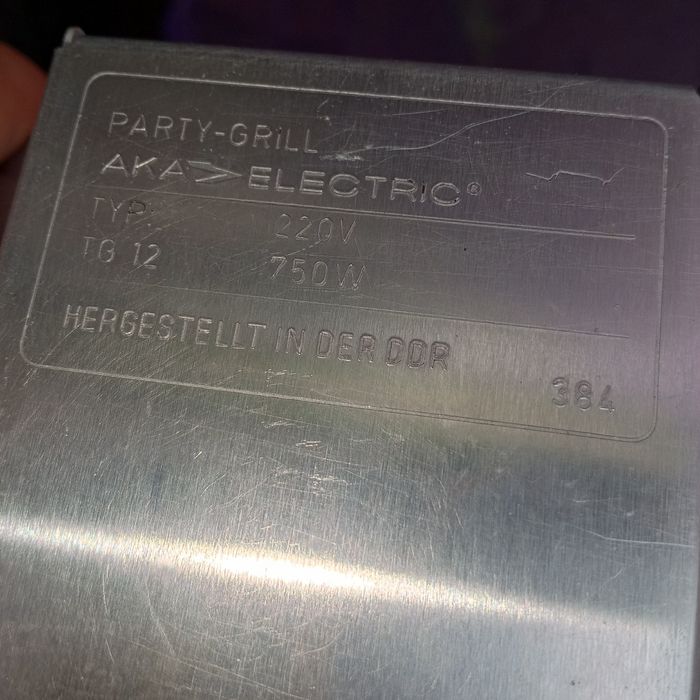 PARTY-GRILL
AKA ELECTRIC®
TYP: 220V
TG 12 750W
HERGESTELLT IN DER DDR
384